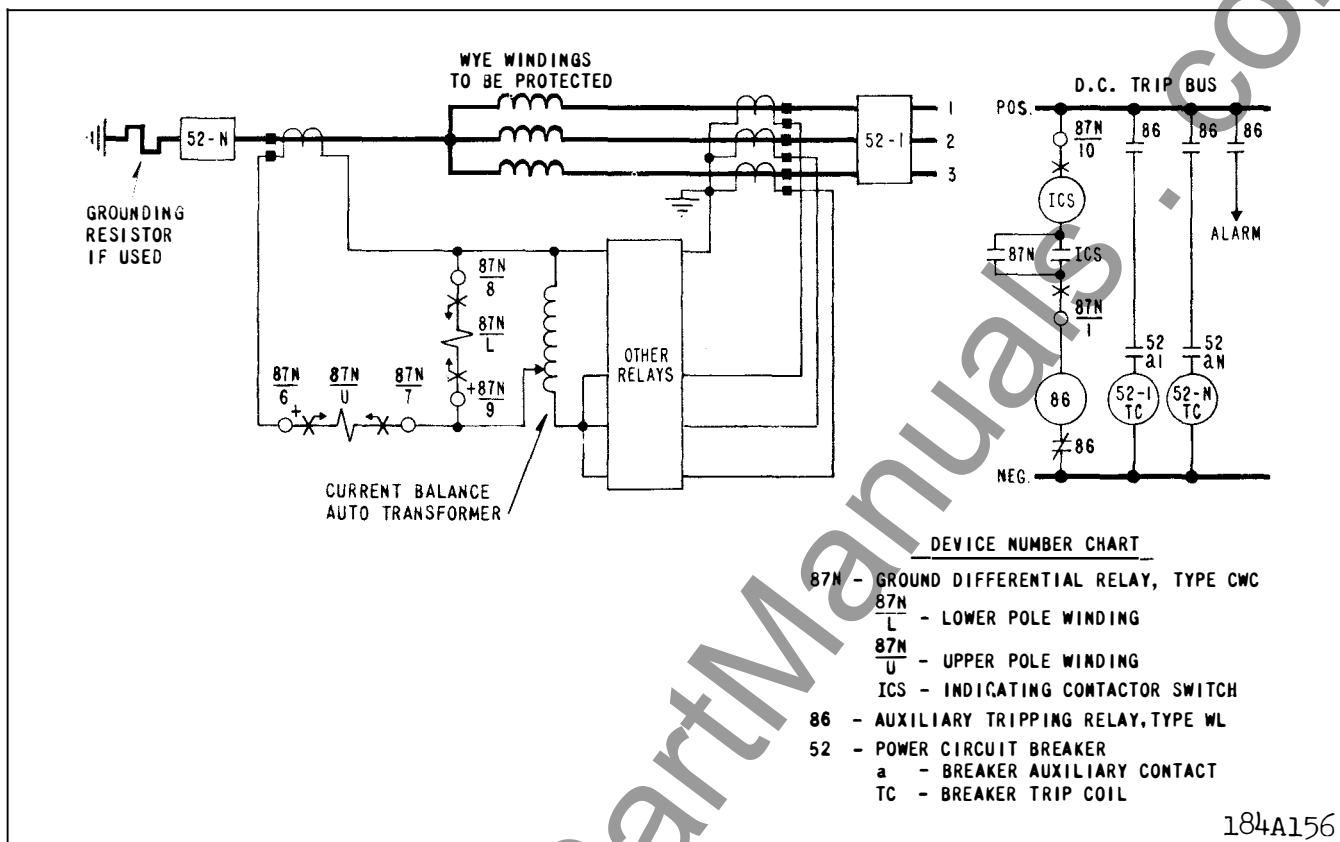 WYE WINDINGS
TO BE PROTECTED
52-N
52-1
1
2
3
GROUNDING
RESISTOR
IF USED
87N
8
87N
L
+87N
9
87N
6
+
87N
U
87N
7
OTHER
RELAYS
CURRENT BALANCE
AUTO TRANSFORMER
D.C. TRIP BUS
POS.
87N
10
86
86
86
ICS
87N
ICS
ALARM
87N
1
52
a1
52
aN
86
52-1
TC
52-N
TC
86
NEG.
DEVICE NUMBER CHART
87N - GROUND DIFFERENTIAL RELAY, TYPE CWC
87N
L - LOWER POLE WINDING
87N
U - UPPER POLE WINDING
ICS - INDICATING CONTACTOR SWITCH
86 - AUXILIARY TRIPPING RELAY, TYPE WL
52 - POWER CIRCUIT BREAKER
a - BREAKER AUXILIARY CONTACT
TC - BREAKER TRIP COIL
184A156
artManuals.co